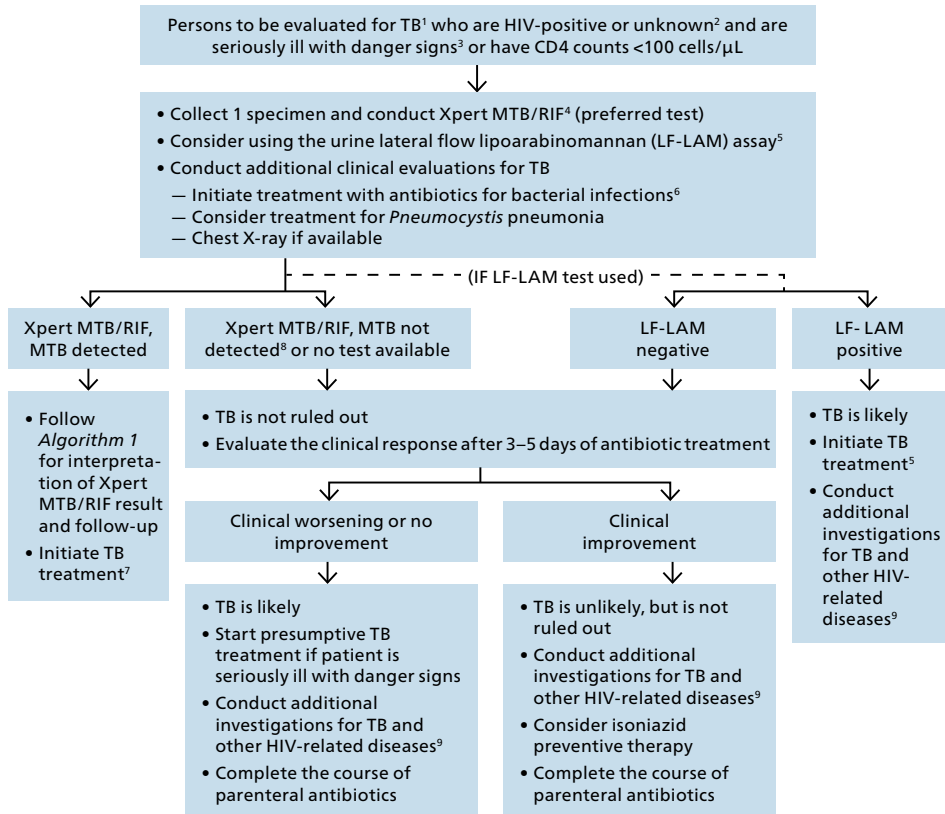 Persons to be evaluated for TB¹ who are HIV-positive or unknown² and are
seriously ill with danger signs³ or have CD4 counts <100 cells/µL
• Collect 1 specimen and conduct Xpert MTB/RIF⁴ (preferred test)
• Consider using the urine lateral flow lipoarabinomannan (LF-LAM) assay⁵
• Conduct additional clinical evaluations for TB
— Initiate treatment with antibiotics for bacterial infections⁶
— Consider treatment for Pneumocystis pneumonia
— Chest X-ray if available
(IF LF-LAM test used)
Xpert MTB/RIF,
MTB detected
Xpert MTB/RIF, MTB not
detected⁸ or no test available
LF-LAM
negative
LF- LAM
positive
• Follow
Algorithm 1
for interpreta-
tion of Xpert
MTB/RIF result
and follow-up
• Initiate TB
treatment⁷
• TB is not ruled out
• Evaluate the clinical response after 3–5 days of antibiotic treatment
• TB is likely
• Initiate TB
treatment⁵
• Conduct
additional
investigations
for TB and
other HIV-
related
diseases⁹
Clinical worsening or no
improvement
Clinical
improvement
• TB is likely
• Start presumptive TB
treatment if patient is
seriously ill with danger signs
• Conduct additional
investigations for TB and
other HIV-related diseases⁹
• Complete the course of
parenteral antibiotics
• TB is unlikely, but is not
ruled out
• Conduct additional
investigations for TB and
other HIV-related diseases⁹
• Consider isoniazid
preventive therapy
• Complete the course of
parenteral antibiotics